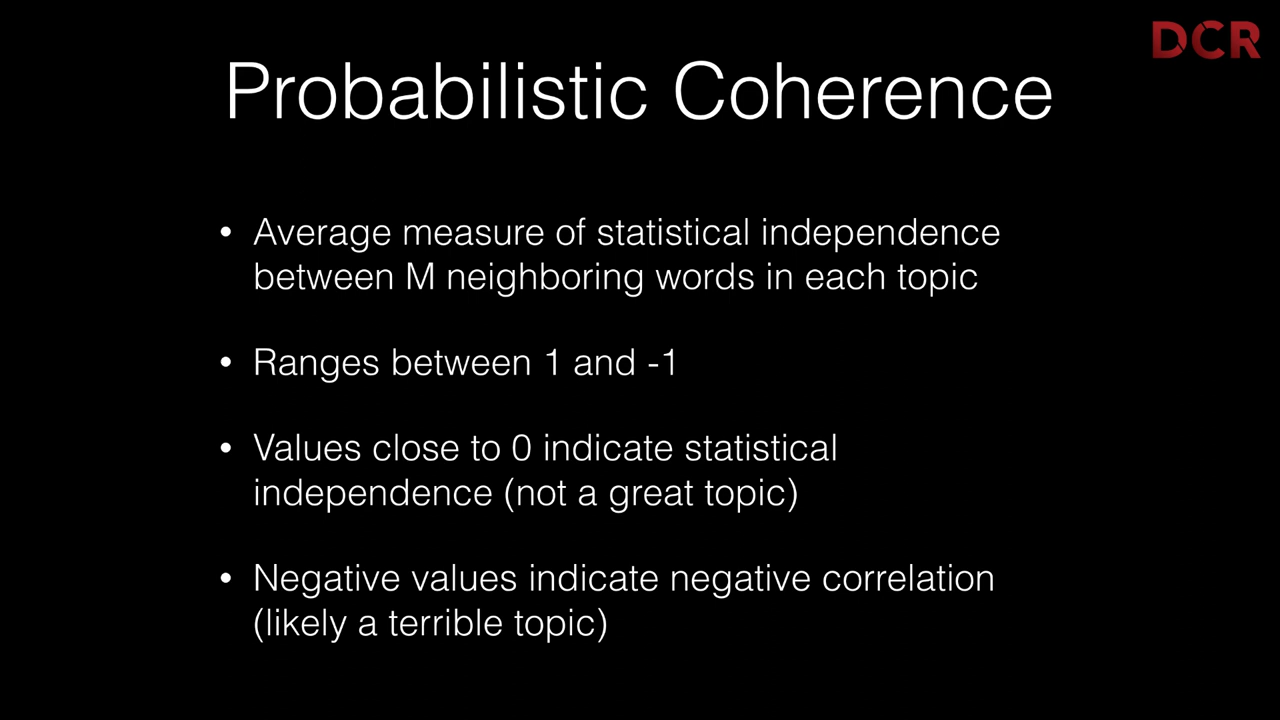 DCR
Probabilistic Coherence
• Average measure of statistical independence
between M neighboring words in each topic
• Ranges between 1 and -1
• Values close to 0 indicate statistical
independence (not a great topic)
• Negative values indicate negative correlation
(likely a terrible topic)